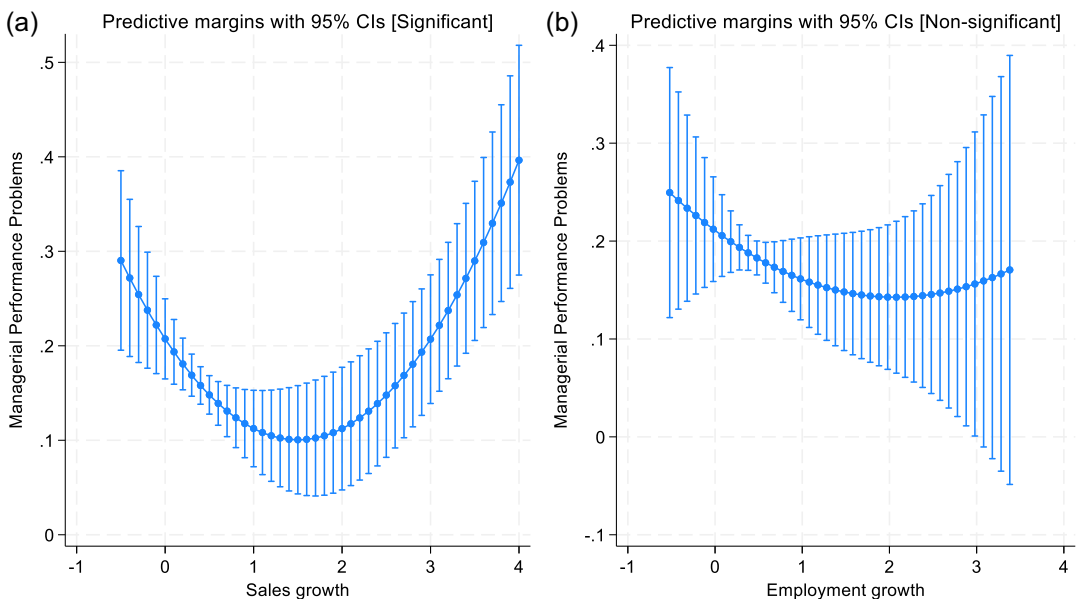 (a)
Predictive margins with 95% CIs [Significant]
Managerial Performance Problems
.5
.4
.3
.2
.1
0
-1 0 1 2 3 4
Sales growth
(b)
Predictive margins with 95% CIs [Non-significant]
Managerial Performance Problems
.4
.3
.2
.1
0
-.1
-1 0 1 2 3 4
Employment growth